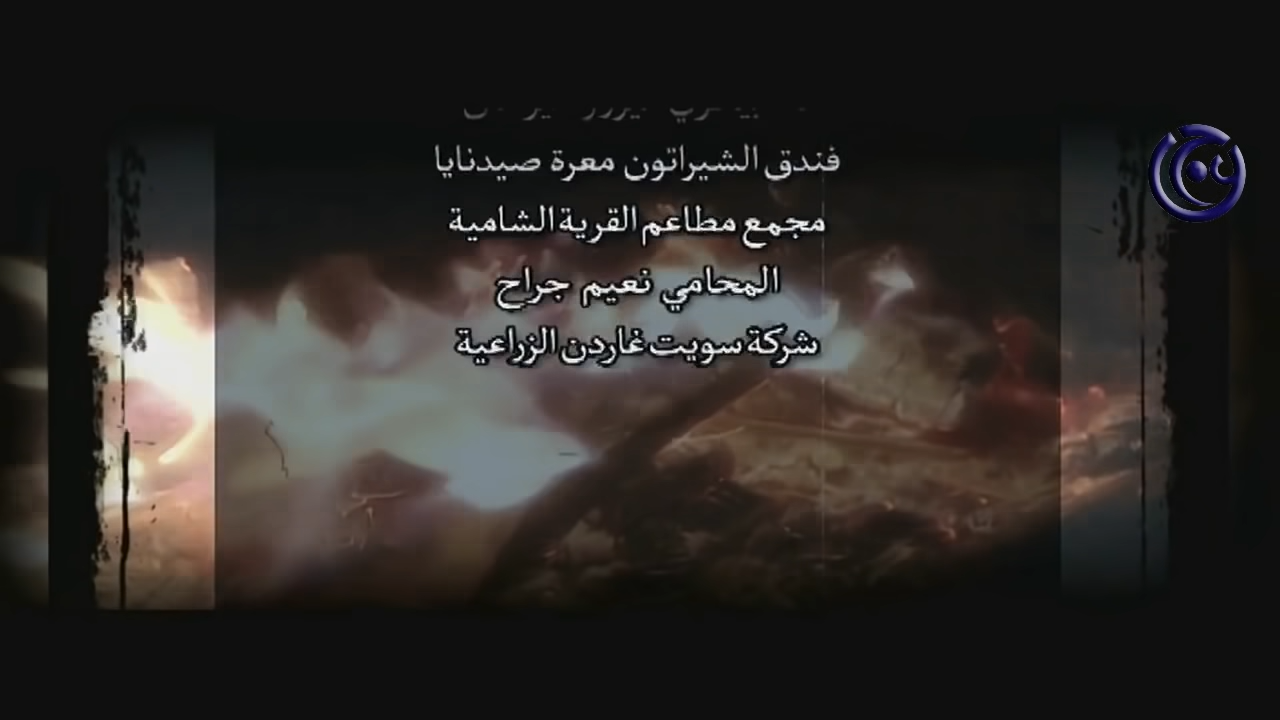 فندق الشيراتون معرة صيدنايا
مجمع مطاعم القرية الشامية
المحامي نعيم جراح
شركة سويت غاردن الزراعية